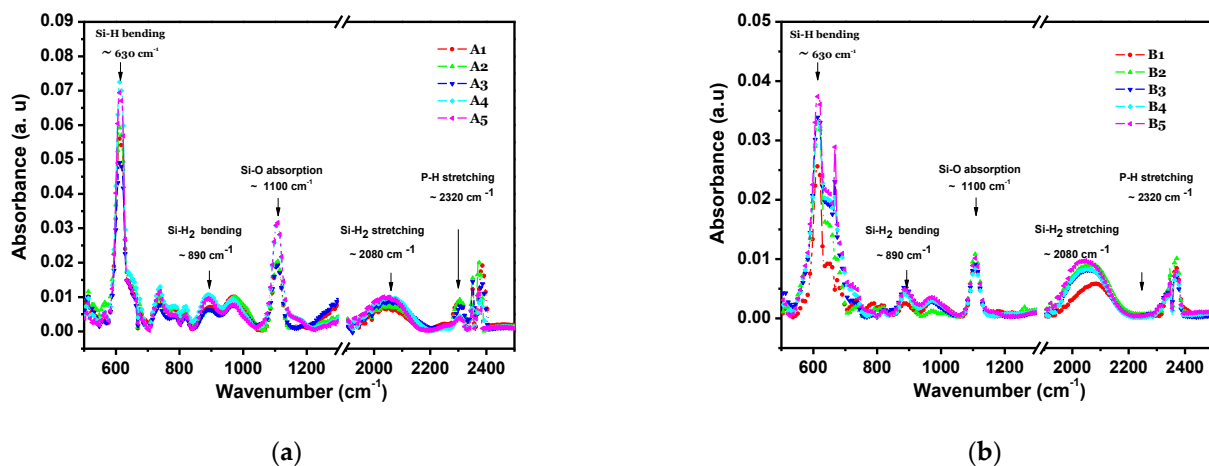 0.09
0.08
0.07
0.06
0.05
0.04
0.03
0.02
0.01
0.00
Absorbance (a. u)
Si-H bending
~ 630 cm⁻¹
A1
A2
A3
A4
A5
Si-O absorption
~ 1100 cm⁻¹
P-H stretching
~ 2320 cm⁻¹
Si-H₂ bending
~ 890 cm⁻¹
Si-H₂ stretching
~ 2080 cm⁻¹
600 800 1000 1200 2000 2200 2400
Wavenumber (cm⁻¹)
(a)
0.05
0.04
0.03
0.02
0.01
0.00
Absorbance (a.u)
Si-H bending
~ 630 cm⁻¹
B1
B2
B3
B4
B5
Si-O absorption
~ 1100 cm⁻¹
P-H stretching
~ 2320 cm⁻¹
Si-H₂ bending
~ 890 cm⁻¹
Si-H₂ stretching
~ 2080 cm⁻¹
600 800 1000 1200 2000 2200 2400
Wavenumber (cm⁻¹)
(b)